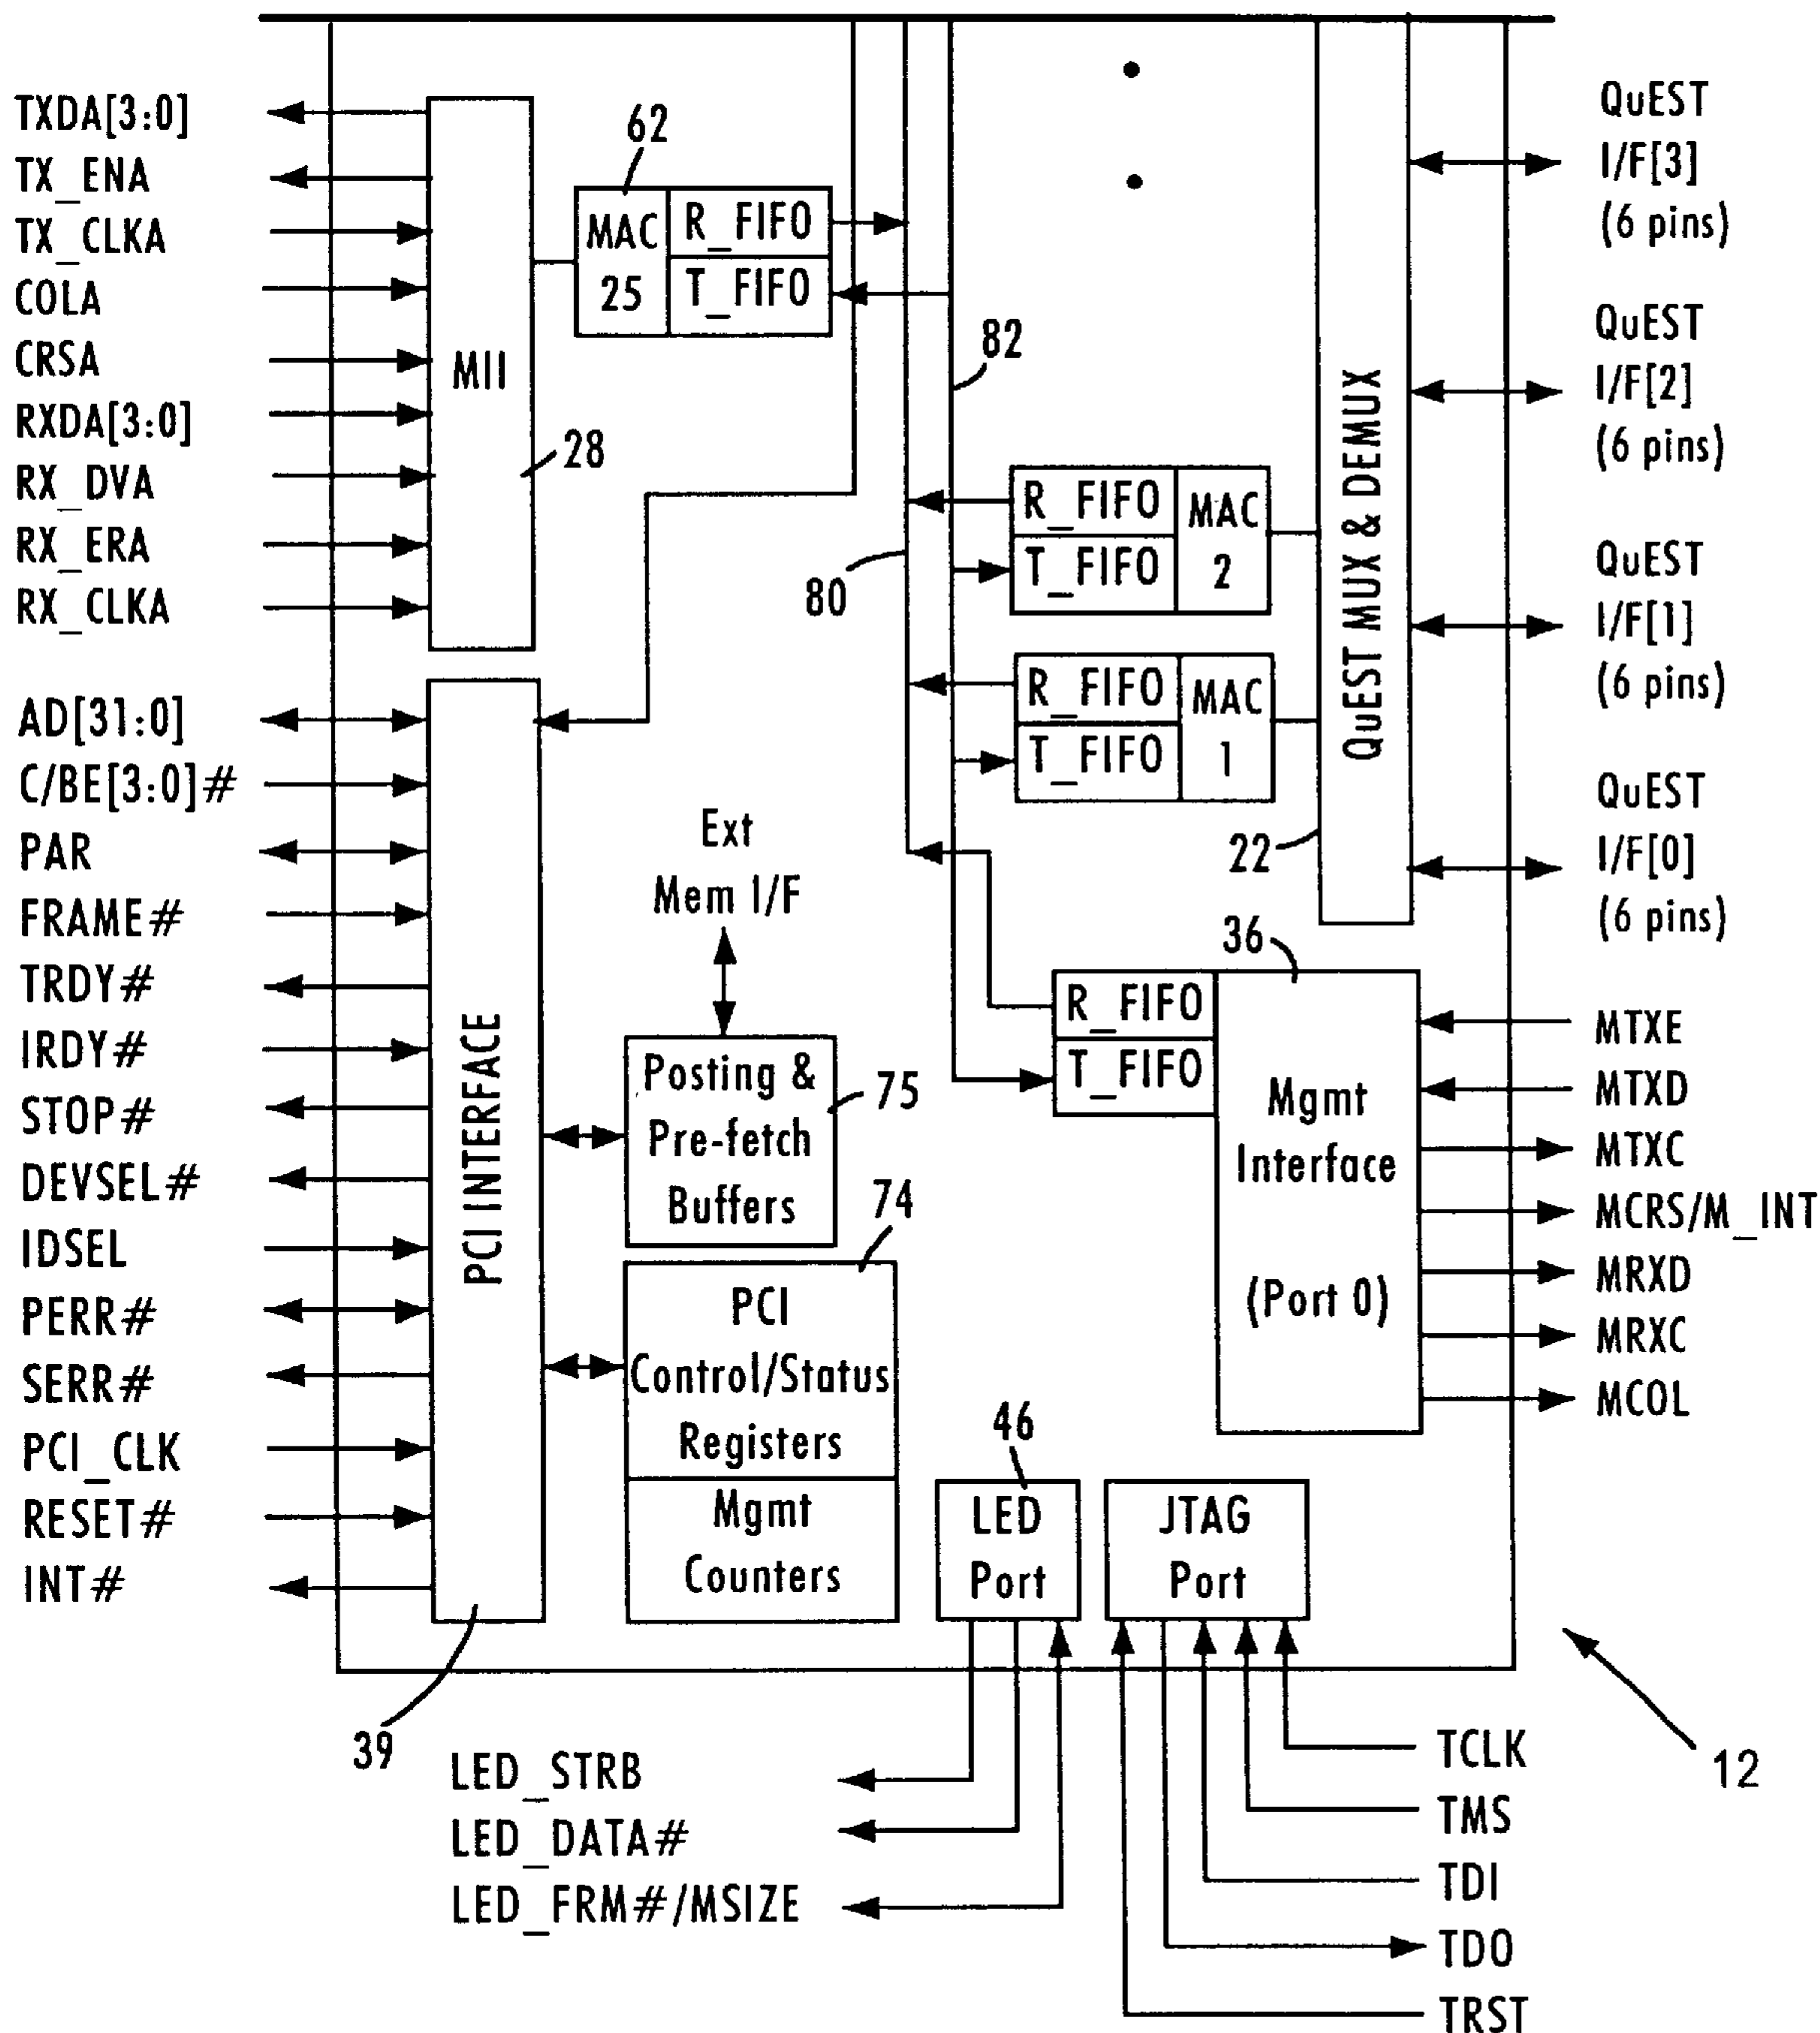 TXDA[3:0]
TX_ENA
TX_CLKA
COLA
CRSA
RXDA[3:0]
RX_DVA
RX_ERA
RX_CLKA
MII
28
62
MAC
25
R_FIFO
T_FIFO
82
80
R_FIFO
T_FIFO
MAC
2
R_FIFO
T_FIFO
MAC
1
QuEST MUX & DEMUX
22
QuEST
I/F[3]
(6 pins)
QuEST
I/F[2]
(6 pins)
QuEST
I/F[1]
(6 pins)
QuEST
I/F[0]
(6 pins)
AD[31:0]
C/BE[3:0]#
PAR
FRAME#
TRDY#
IRDY#
STOP#
DEVSEL#
IDSEL
PERR#
SERR#
PCI_CLK
RESET#
INT#
PCI INTERFACE
39
Ext
Mem I/F
Posting &
Pre-fetch
Buffers
75
74
PCI
Control/Status
Registers
Mgmt
Counters
36
R_FIFO
T_FIFO
Mgmt
Interface
(Port 0)
MTXE
MTXD
MTXC
MCRS/M_INT
MRXD
MRXC
MCOL
46
LED
Port
JTAG
Port
LED_STRB
LED_DATA#
LED_FRM#/MSIZE
TCLK
TMS
TDI
TDO
TRST
12